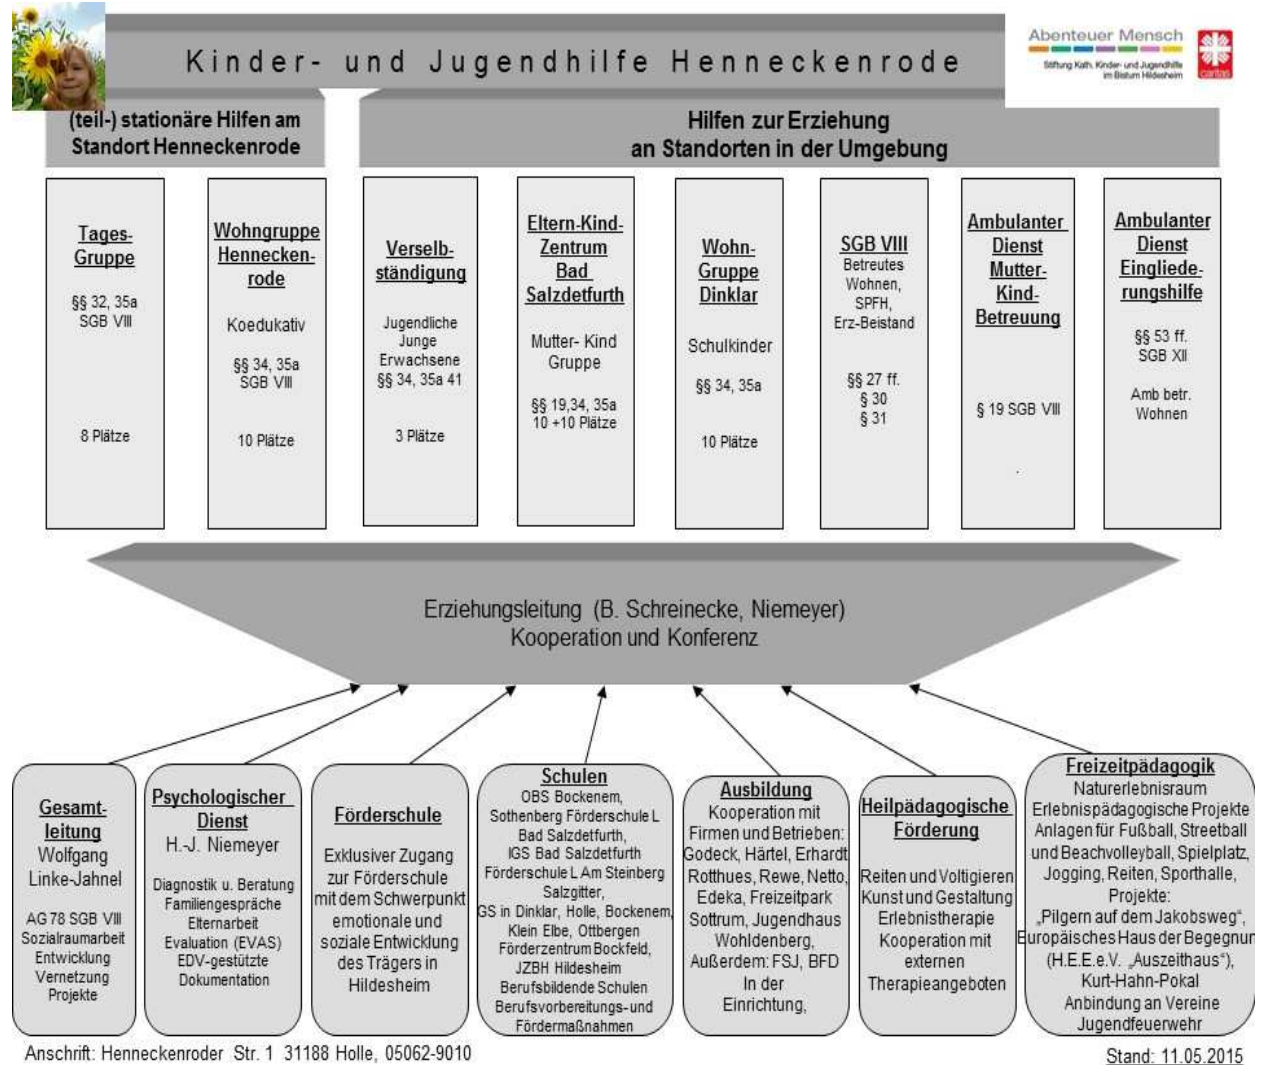 Kinder- und Jugendhilfe Henneckenrode
Abenteuer Mensch
Stiftung Kath. Kinder- und Jugendhilfe
im Bistum Hildesheim
caritas
(teil-) stationäre Hilfen am
Standort Henneckenrode
Hilfen zur Erziehung
an Standorten in der Umgebung
Tages-
Gruppe
§§ 32, 35a
SGB VIII
8 Plätze
Wohngruppe
Hennecken-
rode
Koedukativ
§§ 34, 35a
SGB VIII
10 Plätze
Verselb-
ständigung
Jugendliche
Junge
Erwachsene
§§ 34, 35a 41
3 Plätze
Eltern-Kind-
Zentrum
Bad
Salzdetfurth
Mutter- Kind
Gruppe
§§ 19,34, 35a
10 +10 Plätze
Wohn-
Gruppe
Dinklar
Schulkinder
§§ 34, 35a
10 Plätze
SGB VIII
Betreutes
Wohnen,
SPFH,
Erz-Beistand
§§ 27 ff.
§ 30
§ 31
Ambulanter
Dienst
Mutter-
Kind-
Betreuung
§ 19 SGB VIII
.
Ambulanter
Dienst
Eingliede-
rungshilfe
§§ 53 ff.
SGB XII
Amb betr.
Wohnen
Erziehungsleitung (B. Schreinecke, Niemeyer)
Kooperation und Konferenz
Gesamt-
leitung
Wolfgang
Linke-Jahnel
AG 78 SGB VIII
Sozialraumarbeit
Entwicklung
Vernetzung
Projekte
Psychologischer
Dienst
H.-J. Niemeyer
Diagnostik u. Beratung
Familiengespräche
Elternarbeit
Evaluation (EVAS)
EDV-gestützte
Dokumentation
Förderschule
Exklusiver Zugang
zur Förderschule
mit dem Schwerpunkt
emotionale und
soziale Entwicklung
des Trägers in
Hildesheim
Schulen
OBS Bockenem,
Sothenberg Förderschule L
Bad Salzdetfurth,
IGS Bad Salzdetfurth
Förderschule L Am Steinberg
Salzgitter,
GS in Dinklar, Holle, Bockenem,
Klein Elbe, Ottbergen
Förderzentrum Bockfeld,
JZBH Hildesheim
Berufsbildende Schulen
Berufsvorbereitungs- und
Fördermaßnahmen
Ausbildung
Kooperation mit
Firmen und Betrieben:
Godeck, Härtel, Erhardt
Rotthues, Rewe, Netto,
Edeka, Freizeitpark
Sottrum, Jugendhaus
Wohldenberg,
Außerdem: FSJ, BFD
In der
Einrichtung,
Heilpädagogische
Förderung
Reiten und Voltigieren
Kunst und Gestaltung
Erlebnistherapie
Kooperation mit
externen
Therapieangeboten
Freizeitpädagogik
Naturerlebnisraum
Erlebnispädagogische Projekte
Anlagen für Fußball, Streetball
und Beachvolleyball, Spielplatz,
Jogging, Reiten, Sporthalle,
Projekte:
„Pilgern auf dem Jakobsweg“,
Europäisches Haus der Begegnun
(H.E.E.e.V. „Auszeithaus“),
Kurt-Hahn-Pokal
Anbindung an Vereine
Jugendfeuerwehr
Anschrift: Henneckenroder Str. 1 31188 Holle, 05062-9010
Stand: 11.05.2015